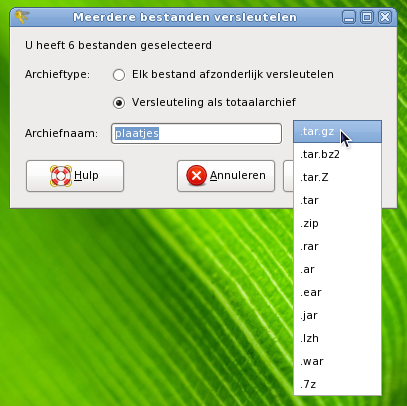 Meerdere bestanden versleutelen
U heeft 6 bestanden geselecteerd
Archieftype: Elk bestand afzonderlijk versleutelen
Versleuteling als totaalarchief
Archiefnaam: plaatjes .tar.gz
.tar.bz2
.tar.Z
.tar
.zip
.rar
.ar
.ear
.jar
.lzh
.war
.7z
Hulp Annuleren